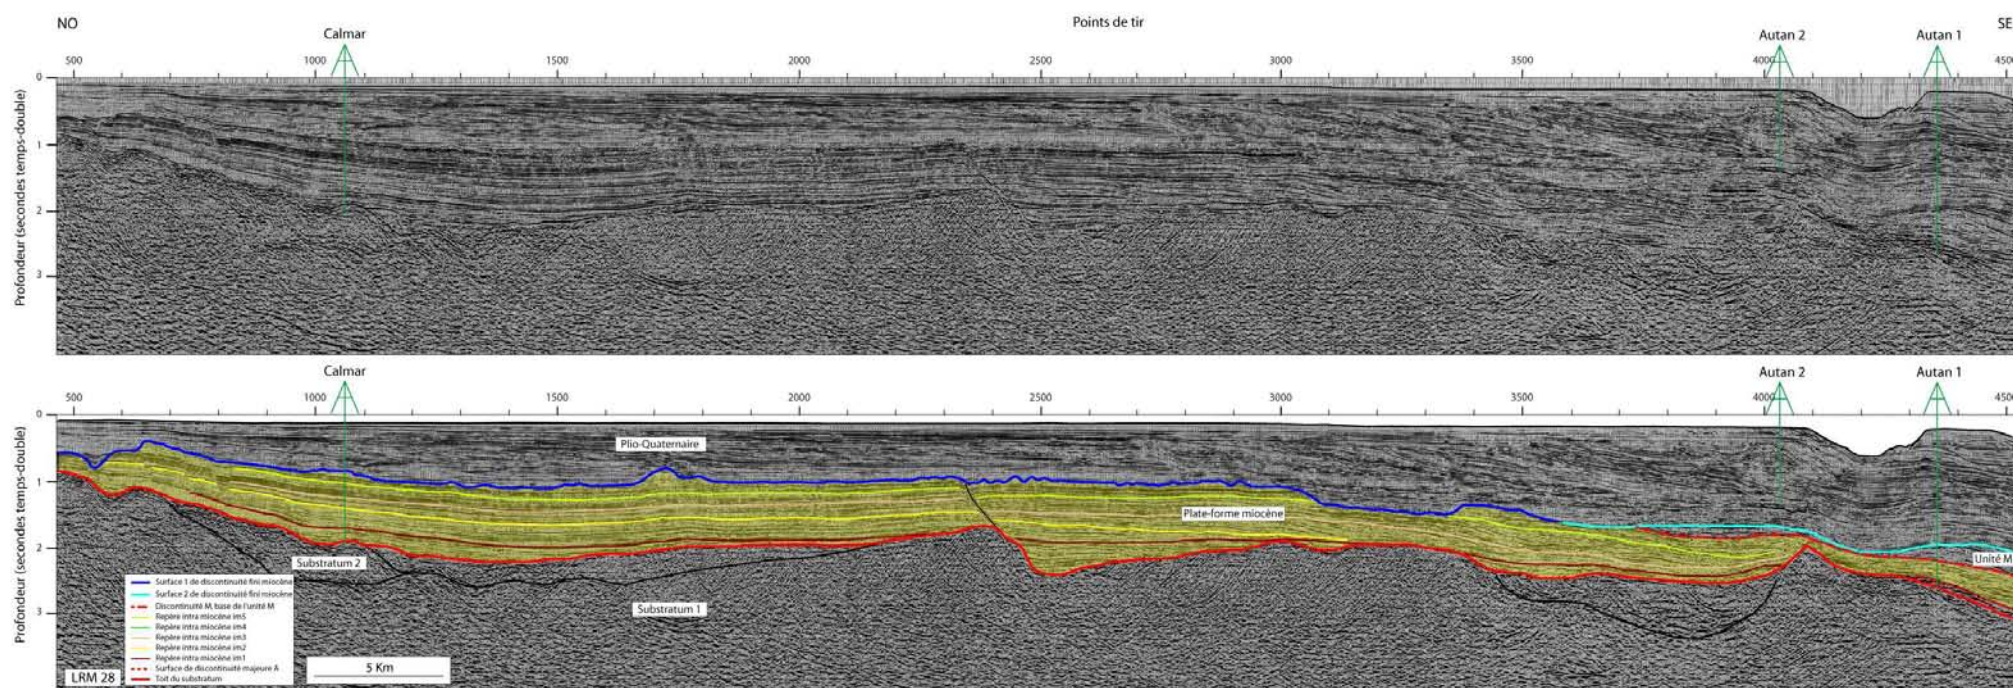 NO
Points de tir
SE
Calmar
Autan 2
Autan 1
500 1000 1500 2000 2500 3000 3500 4000 4500
0
1
2
3
Profondeur (secondes temps-double)
Calmar
Autan 2
Autan 1
500 1000 1500 2000 2500 3000 3500 4000 4500
0
1
2
3
Profondeur (secondes temps-double)
Plio-Quaternaire
Plate-forme miocène
Unité M
Substratum 2
Substratum 1
Surface 1 de discontinuité fini miocène
Surface 2 de discontinuité fini miocène
Discontinuité M, base de l'unité M
Repère intra miocène im5
Repère intra miocène im4
Repère intra miocène im3
Repère intra miocène im2
Repère intra miocène im1
Surface de discontinuité majeure A
Toit du substratum
LRM 28
5 Km